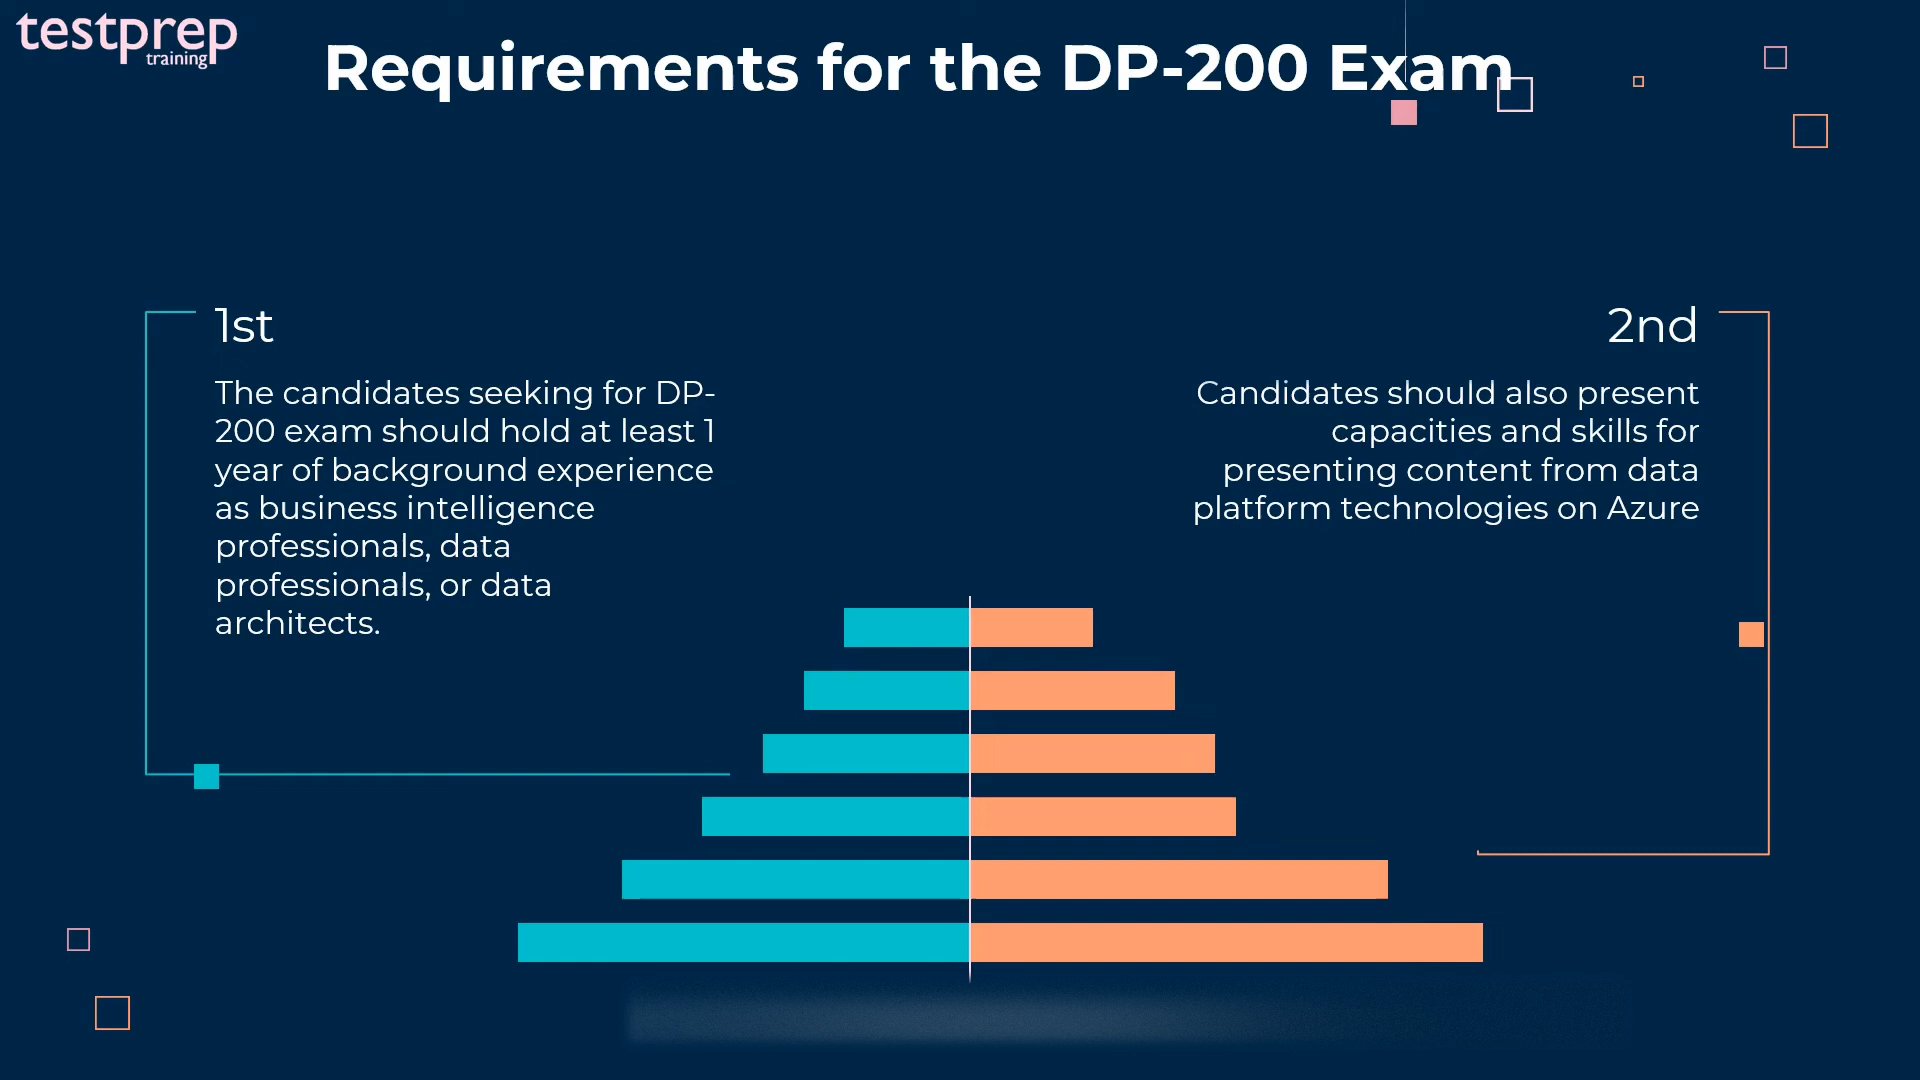 testprep
training
Requirements for the DP-200 Exam
1st
The candidates seeking for DP-
200 exam should hold at least 1
year of background experience
as business intelligence
professionals, data
professionals, or data
architects.
2nd
Candidates should also present
capacities and skills for
presenting content from data
platform technologies on Azure